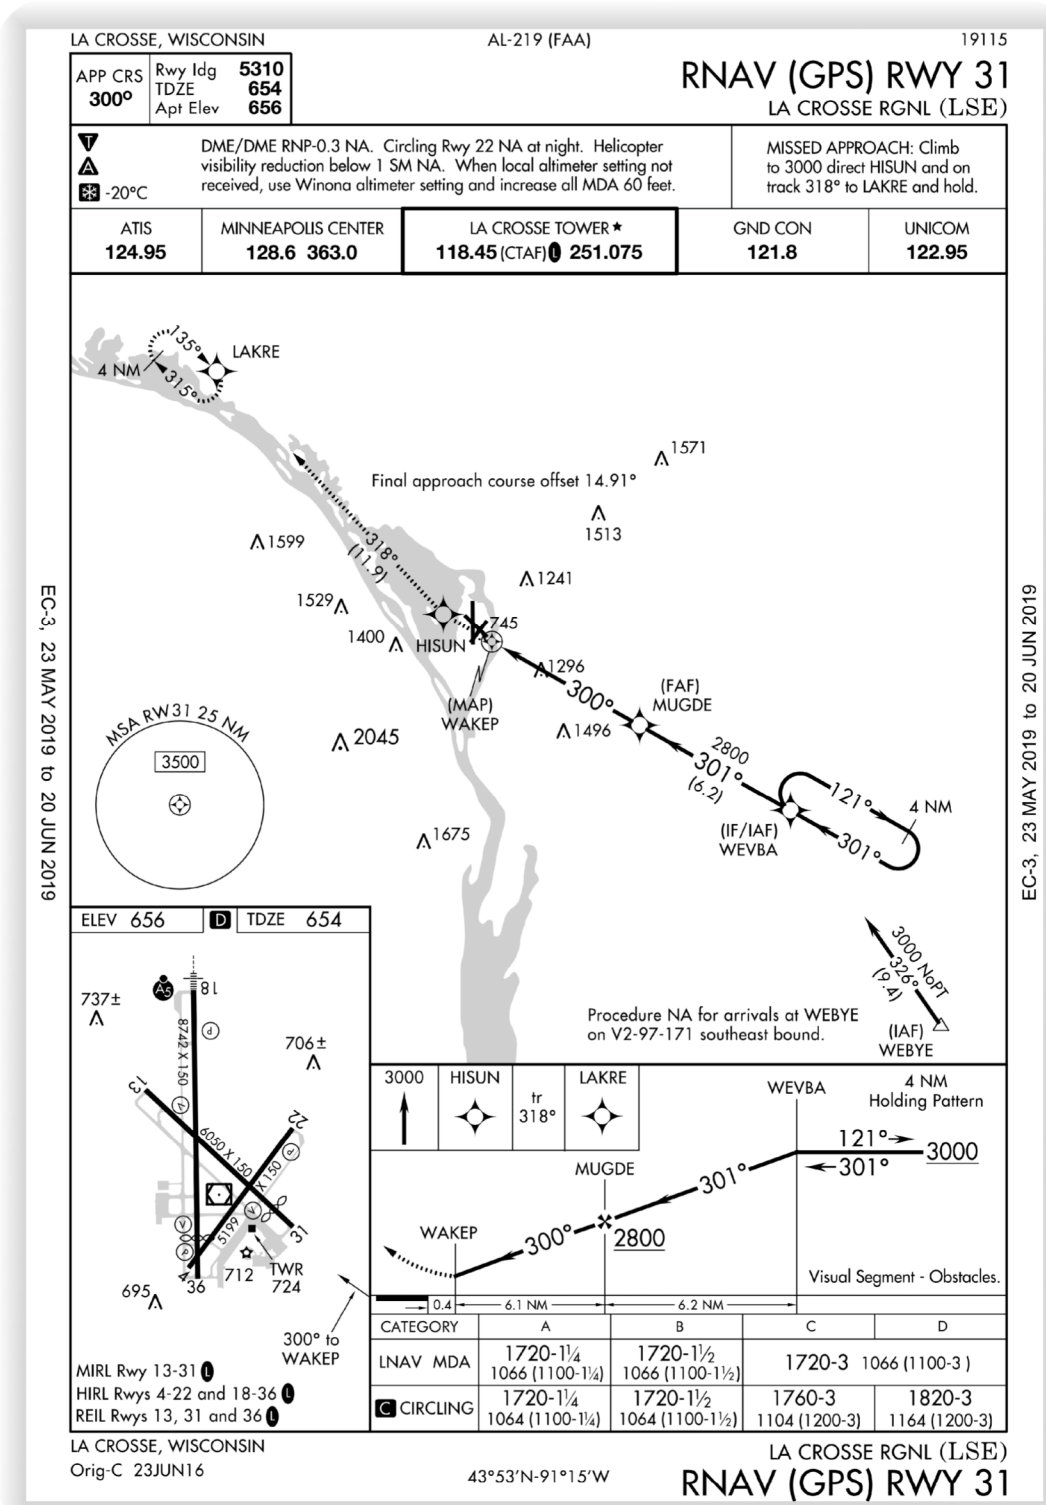 LA CROSSE, WISCONSIN
AL-219 (FAA)
19115
APP CRS
300°
Rwy Idg 5310
TDZE 654
Apt Elev 656
RNAV (GPS) RWY 31
LA CROSSE RGNL (LSE)
T
A
-20°C
DME/DME RNP-0.3 NA. Circling Rwy 22 NA at night. Helicopter
visibility reduction below 1 SM NA. When local altimeter setting not
received, use Winona altimeter setting and increase all MDA 60 feet.
MISSED APPROACH: Climb
to 3000 direct HISUN and on
track 318° to LAKRE and hold.
ATIS
124.95
MINNEAPOLIS CENTER
128.6 363.0
LA CROSSE TOWER★
118.45 (CTAF) L 251.075
GND CON
121.8
UNICOM
122.95
135°
LAKRE
4 NM
315°
1571
Final approach course offset 14.91°
1513
1599
318°
(11.9)
1241
1529
745
1400
HISUN
1296
300°
(FAF)
MUGDE
(MAP)
WAKEP
1496
MSA RW31 25 NM
3500
2045
2800
301°
(6.2)
121°
4 NM
(IF/IAF)
WEVBA
301°
1675
EC-3, 23 MAY 2019 to 20 JUN 2019
EC-3, 23 MAY 2019 to 20 JUN 2019
3000 NoPT
326°
(9.4)
(IAF)
WEBYE
Procedure NA for arrivals at WEBYE
on V2-97-171 southeast bound.
ELEV 656
D
TDZE 654
A5
18
737±
P
8742 X 150
706±
13
V
22
6050 X 150
P
5199 X 150
V
V
31
P
4
36
712
TWR
724
695
300° to
WAKEP
MIRL Rwy 13-31 L
HIRL Rwys 4-22 and 18-36 L
REIL Rwys 13, 31 and 36 L
3000
HISUN
tr
318°
LAKRE
WEVBA
4 NM
Holding Pattern
121°
3000
301°
MUGDE
301°
WAKEP
300°
2800
Visual Segment - Obstacles.
0.4
6.1 NM
6.2 NM
CATEGORY A B C D
LNAV MDA
1720-1¼
1066 (1100-1¼)
1720-1½
1066 (1100-1½)
1720-3 1066 (1100-3 )
C CIRCLING
1720-1¼
1064 (1100-1¼)
1720-1½
1064 (1100-1½)
1760-3
1104 (1200-3)
1820-3
1164 (1200-3)
LA CROSSE, WISCONSIN
Orig-C 23JUN16
43°53'N-91°15'W
LA CROSSE RGNL (LSE)
RNAV (GPS) RWY 31